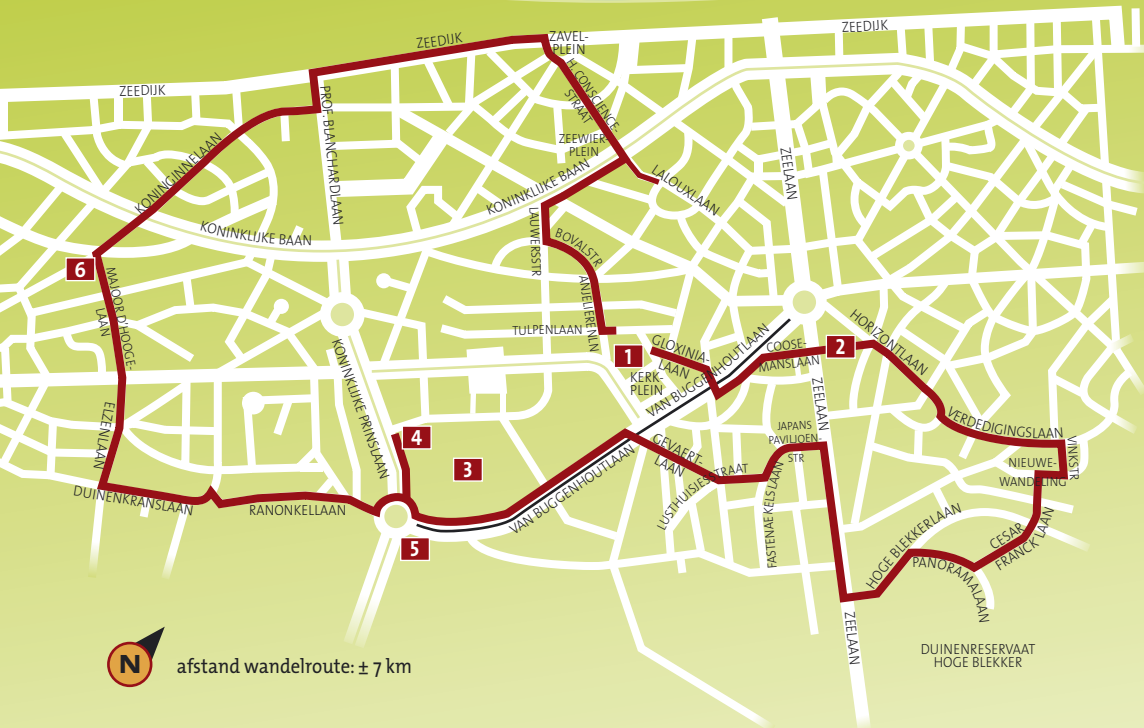 ZEEDIJK
ZEEDIJK
ZEEDIJK
ZAVEL-
PLEIN
H. CONSCIENCE-
STRAAT
PROF. BLANCHARDLAAN
KONINGINNELAAN
ZEEWIER-
PLEIN
KONINKLIJKE BAAN
LALOUXLAAN
ZEELAAN
KONINKLIJKE BAAN
LAUWERSSTR
BOVALSTR
ANJELIERENLN
6
MAJOOR D'HOOGE-
LAAN
TULPENLAAN
1
GLOXINIA-
LAAN
KERK-
PLEIN
VAN BUGGENHOUTLAAN
COOSE-
MANSLAAN
2
HORIZONTLAAN
KONINKLIJKE PRINSLAAN
ZEELAAN
ELZENLAAN
4
3
GEVAERT-
LAAN
JAPANS
PAVILJOEN-
STR
VERDEDIGINGSLAAN
VINKSTR
NIEUWE-
WANDELING
DUINENKRANSLAAN
RANONKELLAAN
VAN BUGGENHOUTLAAN
LUSTHUISJESSTRAAT
FASTENAEKELSLAAN
HOGE BLEKKERLAAN
CESAR
FRANCK LAAN
PANORAMALAAN
5
ZEELAAN
N
afstand wandelroute: ± 7 km
DUINENRESERVAAT
HOGE BLEKKER